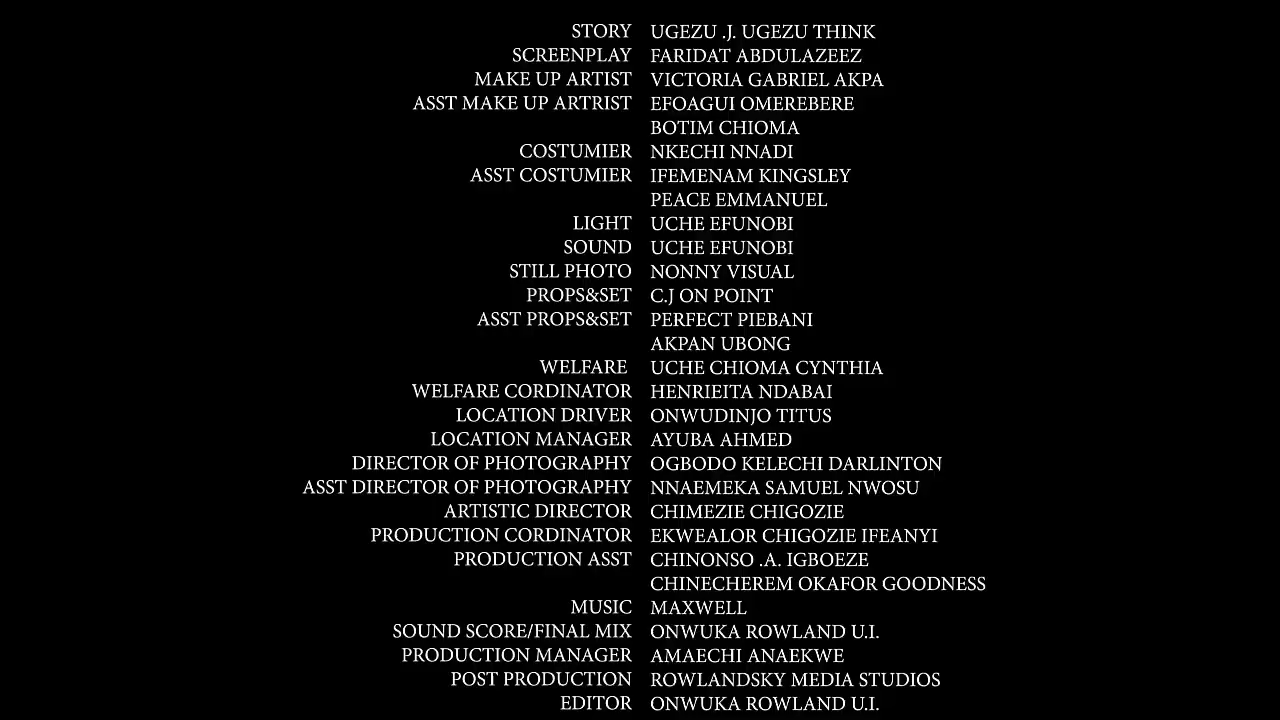 STORY UGEZU .J. UGEZU THINK
SCREENPLAY FARIDAT ABDULAZEEZ
MAKE UP ARTIST VICTORIA GABRIEL AKPA
ASST MAKE UP ARTRIST EFOAGUI OMEREBERE
BOTIM CHIOMA
COSTUMIER NKECHI NNADI
ASST COSTUMIER IFEMENAM KINGSLEY
PEACE EMMANUEL
LIGHT UCHE EFUNOBI
SOUND UCHE EFUNOBI
STILL PHOTO NONNY VISUAL
PROPS&SET C.J ON POINT
ASST PROPS&SET PERFECT PIEBANI
AKPAN UBONG
WELFARE UCHE CHIOMA CYNTHIA
WELFARE CORDINATOR HENRIEITA NDABAI
LOCATION DRIVER ONWUDINJO TITUS
LOCATION MANAGER AYUBA AHMED
DIRECTOR OF PHOTOGRAPHY OGBODO KELECHI DARLINTON
ASST DIRECTOR OF PHOTOGRAPHY NNAEMEKA SAMUEL NWOSU
ARTISTIC DIRECTOR CHIMEZIE CHIGOZIE
PRODUCTION CORDINATOR EKWEALOR CHIGOZIE IFEANYI
PRODUCTION ASST CHINONSO .A. IGBOEZE
CHINECHEREM OKAFOR GOODNESS
MUSIC MAXWELL
SOUND SCORE/FINAL MIX ONWUKA ROWLAND U.I.
PRODUCTION MANAGER AMAECHI ANAEKWE
POST PRODUCTION ROWLANDSKY MEDIA STUDIOS
EDITOR ONWUKA ROWLAND U.I.